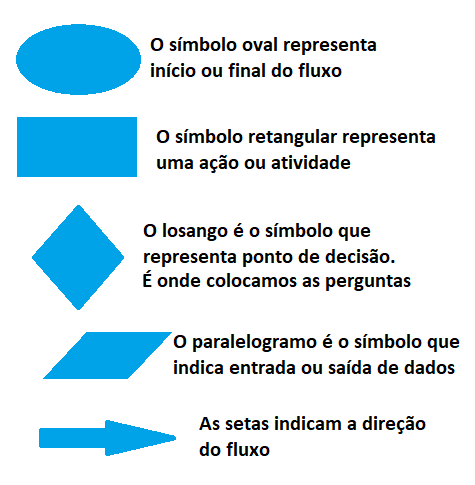 O símbolo oval representa
início ou final do fluxo
O símbolo retangular representa
uma ação ou atividade
O losango é o símbolo que
representa ponto de decisão.
É onde colocamos as perguntas
O paralelogramo é o símbolo que
indica entrada ou saída de dados
As setas indicam a direção
do fluxo